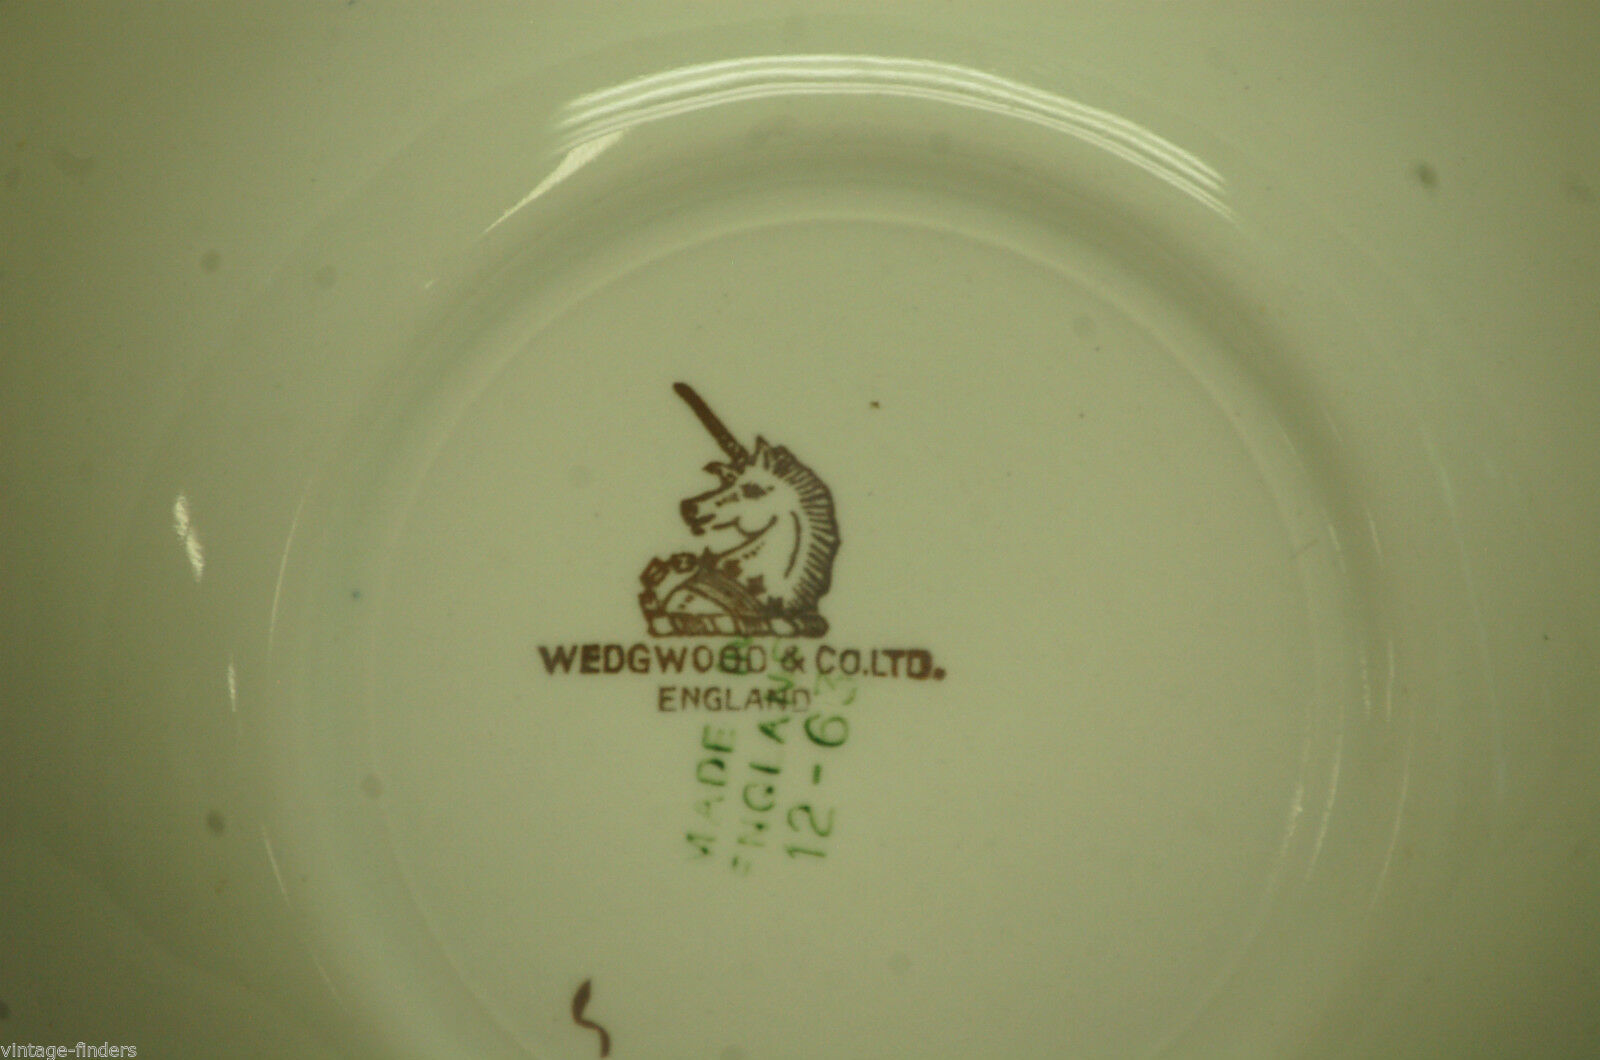 WEDGWOOD & CO.LTD.
ENGLAND
MADE IN
ENGLAND
12-63
vintage-finders